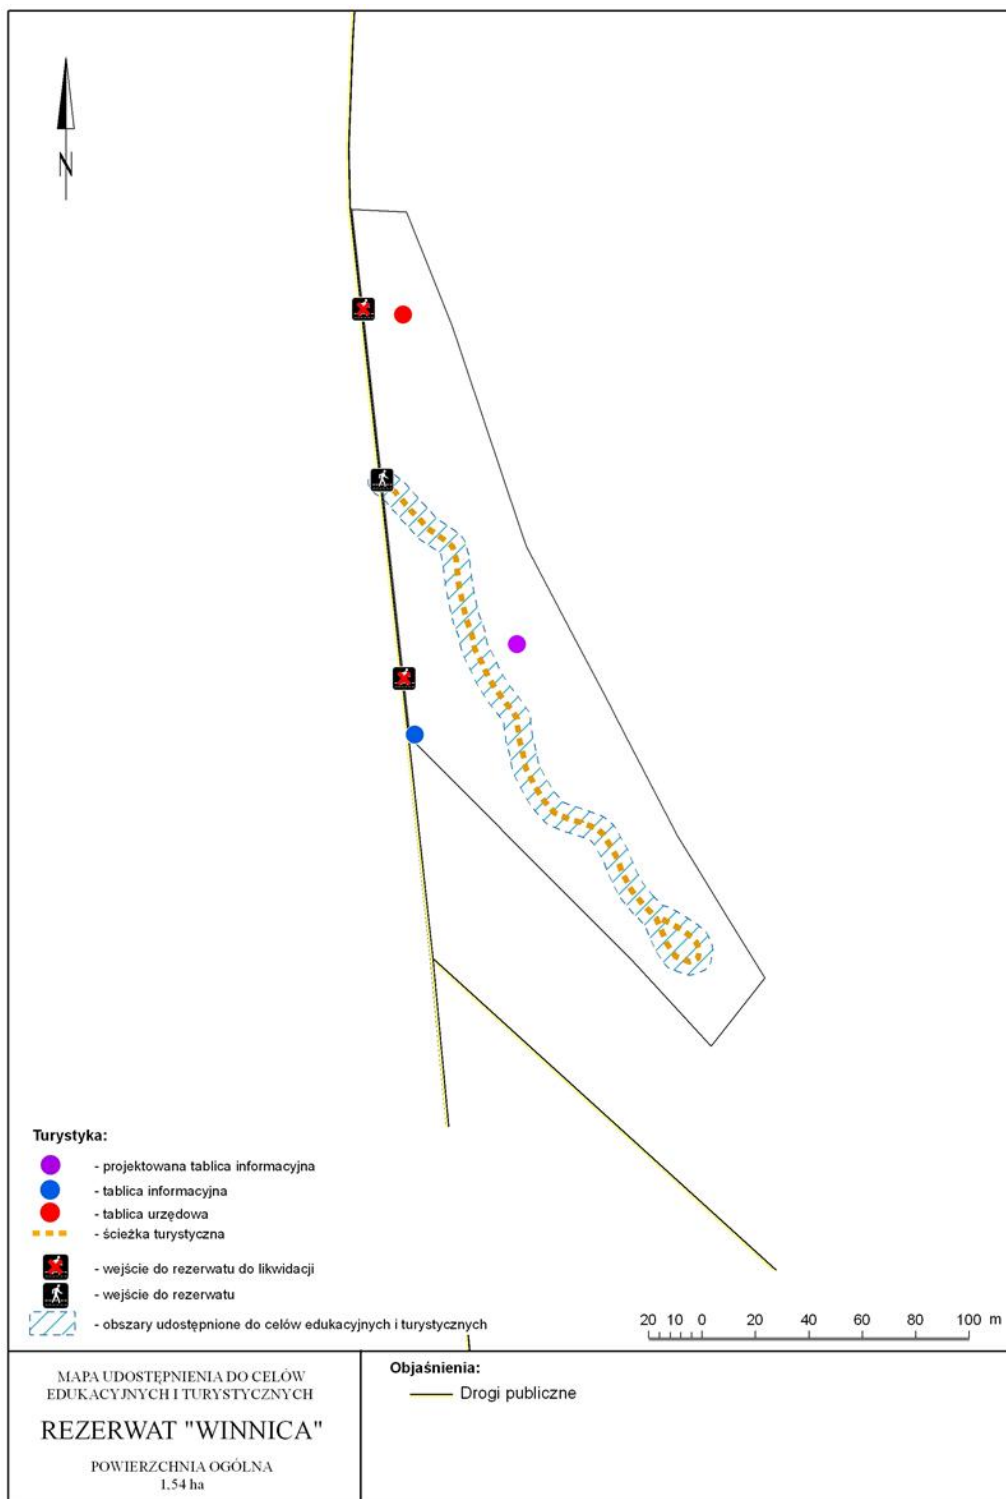 N
Turystyka:
- projektowana tablica informacyjna
- tablica informacyjna
- tablica urzędowa
- ścieżka turystyczna
- wejście do rezerwatu do likwidacji
- wejście do rezerwatu
- obszary udostępnione do celów edukacyjnych i turystycznych
20 10 0 20 40 60 80 100 m
MAPA UDOSTĘPNIENIA DO CELÓW
EDUKACYJNYCH I TURYSTYCZNYCH
REZERWAT "WINNICA"
POWIERZCHNIA OGÓLNA
1,54 ha
Objaśnienia:
Drogi publiczne